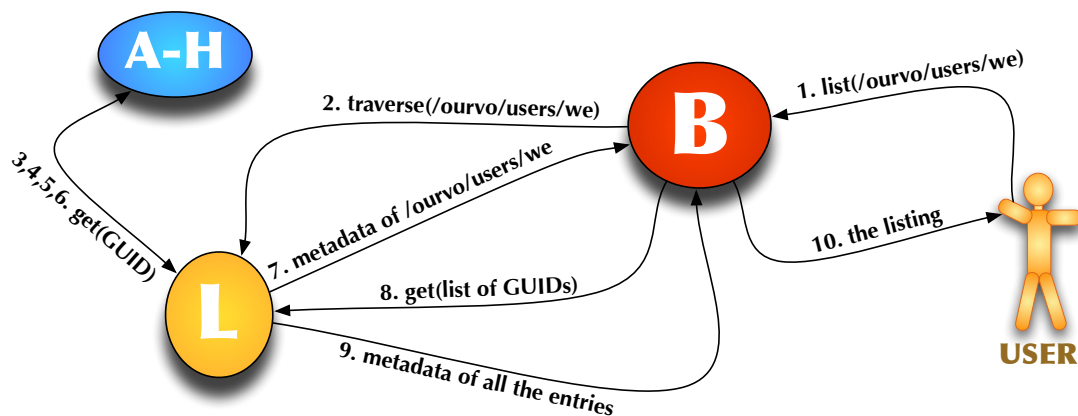 A-H
B
1. list(/ourvo/users/we)
2. traverse(/ourvo/users/we)
3,4,5,6. get(GUID)
7. metadata of /ourvo/users/we
10. the listing
8. get(list of GUIDs)
L
9. metadata of all the entries
USER